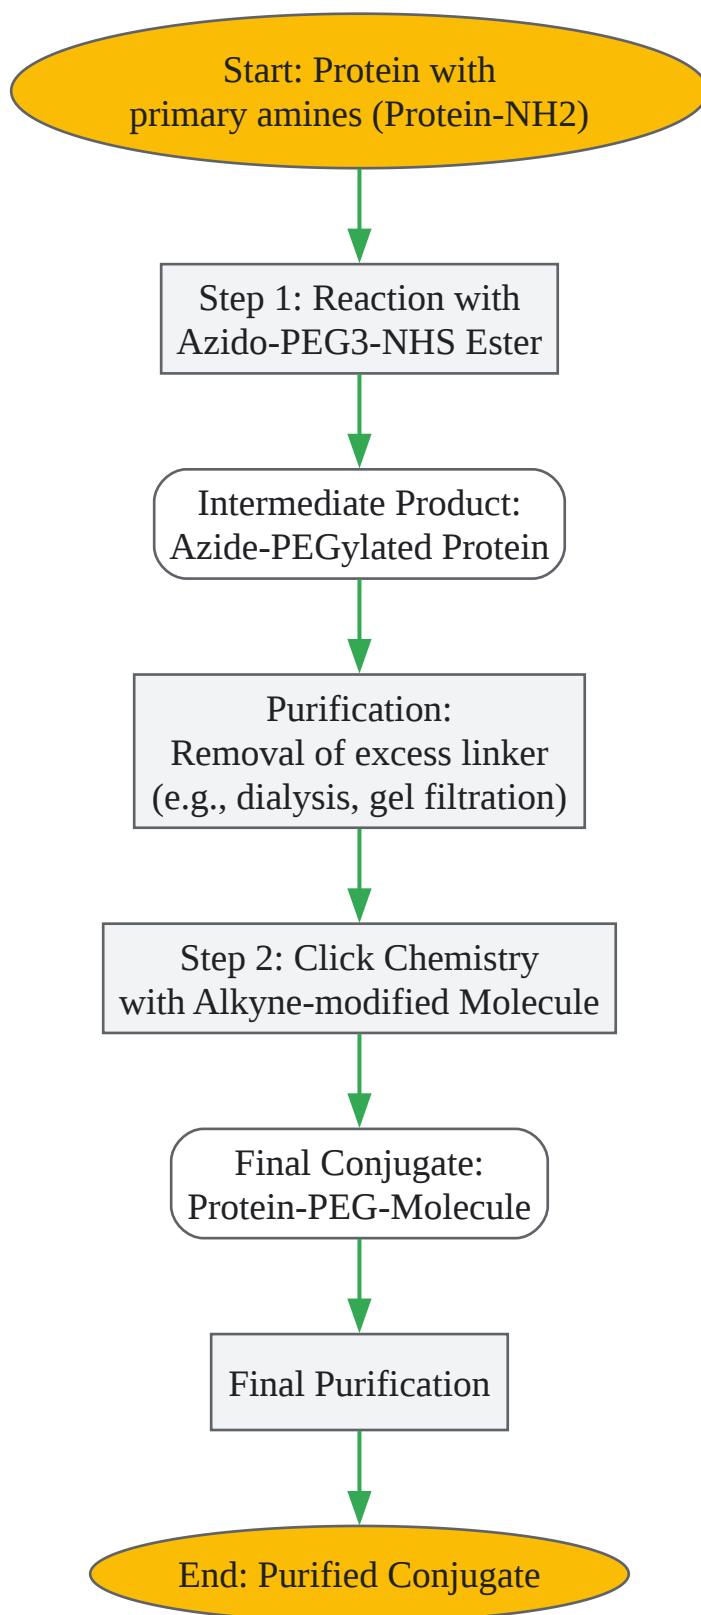 Start: Protein with
primary amines (Protein-NH2)
Step 1: Reaction with
Azido-PEG3-NHS Ester
Intermediate Product:
Azide-PEGylated Protein
Purification:
Removal of excess linker
(e.g., dialysis, gel filtration)
Step 2: Click Chemistry
with Alkyne-modified Molecule
Final Conjugate:
Protein-PEG-Molecule
Final Purification
End: Purified Conjugate